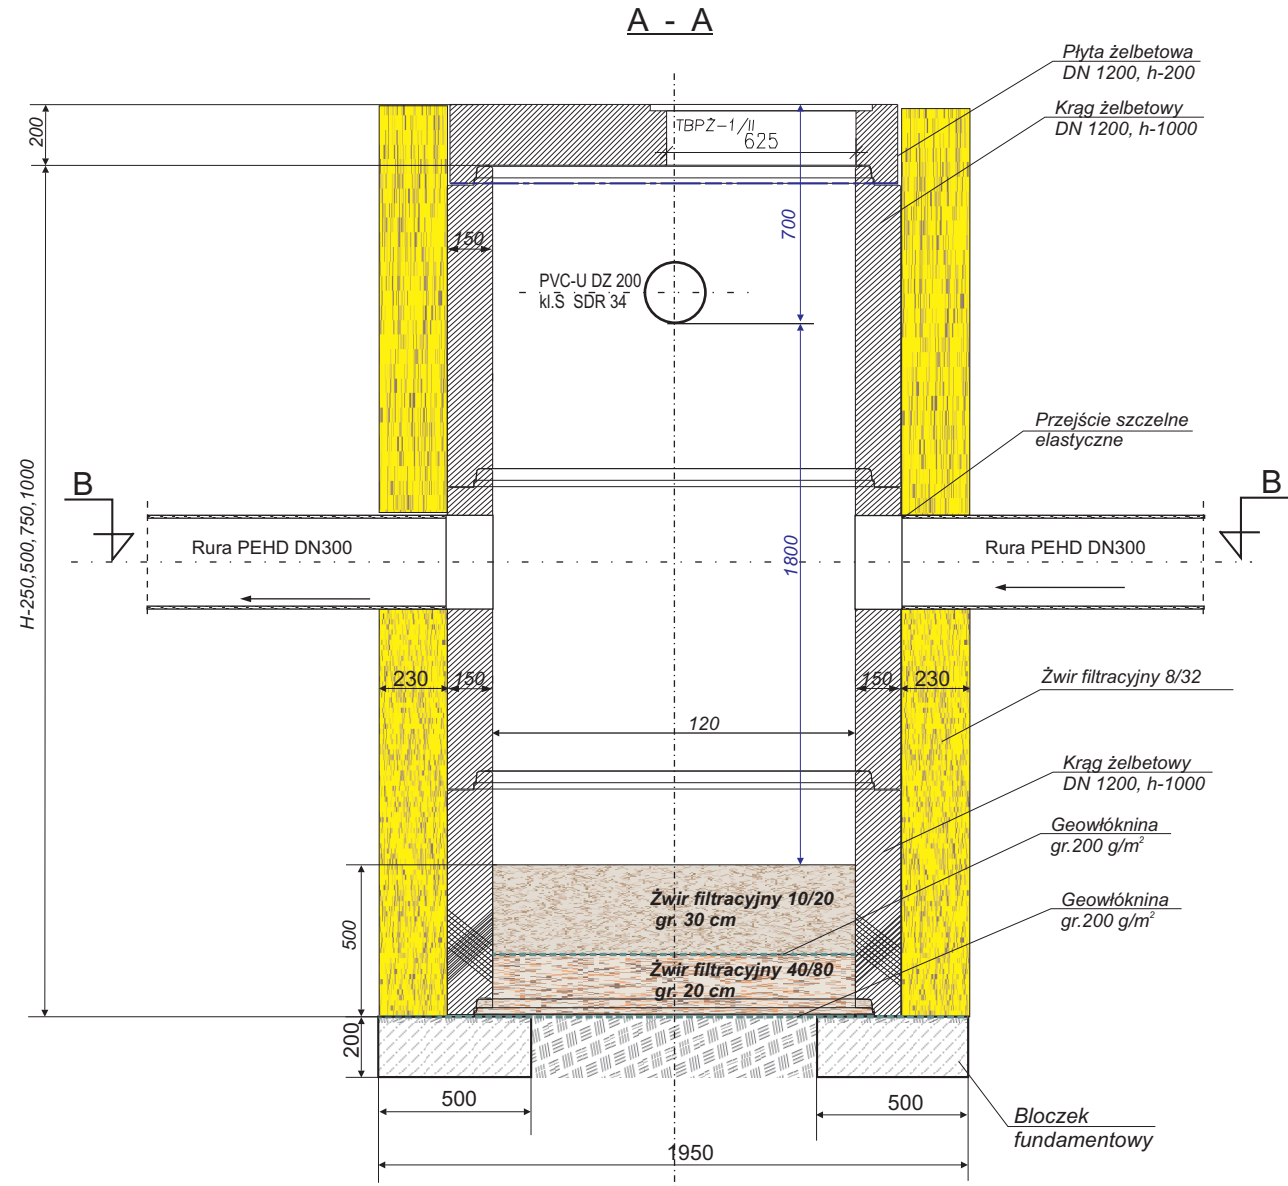 A - A
Płyta żelbetowa
DN 1200, h-200
Krąg żelbetowy
DN 1200, h-1000
200
TBPŻ-1/II
625
150
700
PVC-U DZ 200
kl.S SDR 34
Przejście szczelne
elastyczne
H-250,500,750,1000
B
B
Rura PEHD DN300
1800
Rura PEHD DN300
230
150
150
230
Żwir filtracyjny 8/32
120
Krąg żelbetowy
DN 1200, h-1000
Geowłóknina
gr.200 g/m²
Żwir filtracyjny 10/20
gr. 30 cm
Geowłóknina
gr.200 g/m²
500
Żwir filtracyjny 40/80
gr. 20 cm
200
500
500
Bloczek
fundamentowy
1950